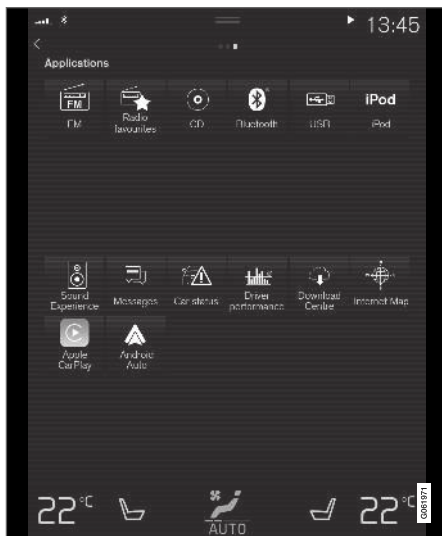 13:45
Applications
FM
iPod
FM
Radio
favourites
CD
Bluetooth
USB
iPod
Sound
Experience
Messages
Car status
Driver
performance
Download
Centre
Internet Map
Apple
CarPlay
Android
Auto
22°C
22°C
AUTO
G061971